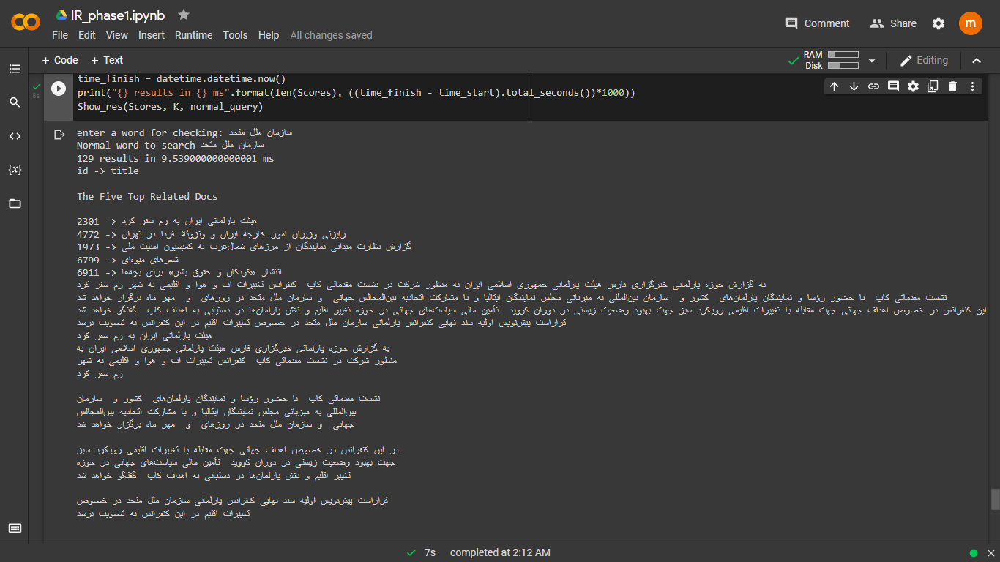 IR_phase1.ipynb
File Edit View Insert Runtime Tools Help All changes saved
Comment Share m
+ Code + Text
RAM
Disk
Editing
8s
time_finish = datetime.datetime.now()
print("{} results in {} ms".format(len(Scores), ((time_finish - time_start).total_seconds())*1000))
Show_res(Scores, K, normal_query)
enter a word for checking: سازمان ملل متحد
Normal word to search سازمان ملل متحد
129 results in 9.539000000000001 ms
id -> title
The Five Top Related Docs
2301 -> هیئت پارلمانی ایران به رم سفر کرد
4772 -> رایزنی وزیران امور خارجه ایران و ونزوئلا فردا در تهران
1973 -> گزارش نظارت میدانی نمایندگان از مرزهای شمال‌غرب به کمیسیون امنیت ملی
6799 -> شعرهای میوه‌ای
6911 -> انتشار «کودکان و حقوق بشر» برای بچه‌ها
به گزارش حوزه پارلمانی خبرگزاری فارس هیئت پارلمانی جمهوری اسلامی ایران به منظور شرکت در نشست مقدماتی کاپ کنفرانس تغییرات آب و هوا و اقلیمی به شهر رم سفر کرد
نشست مقدماتی کاپ با حضور رؤسا و نمایندگان پارلمان‌های کشور و سازمان بین‌المللی به میزبانی مجلس نمایندگان ایتالیا و با مشارکت اتحادیه بین‌المجالس جهانی و سازمان ملل متحد در روزهای و مهر ماه برگزار خواهد شد
این کنفرانس در خصوص اهداف جهانی جهت مقابله با تغییرات اقلیمی رویکرد سبز جهت بهبود وضعیت زیستی در دوران کووید تأمین مالی سیاست‌های جهانی در حوزه تغییر اقلیم و نقش پارلمان‌ها در دستیابی به اهداف کاپ گفتگو خواهد شد
قراراست پیش‌نویس اولیه سند نهایی کنفرانس پارلمانی سازمان ملل متحد در خصوص تغییرات اقلیم در این کنفرانس به تصویب برسد
هیئت پارلمانی ایران به رم سفر کرد
به گزارش حوزه پارلمانی خبرگزاری فارس هیئت پارلمانی جمهوری اسلامی ایران به
منظور شرکت در نشست مقدماتی کاپ کنفرانس تغییرات آب و هوا و اقلیمی به شهر
رم سفر کرد
نشست مقدماتی کاپ با حضور رؤسا و نمایندگان پارلمان‌های کشور و سازمان
بین‌المللی به میزبانی مجلس نمایندگان ایتالیا و با مشارکت اتحادیه بین‌المجالس
جهانی و سازمان ملل متحد در روزهای و مهر ماه برگزار خواهد شد
در این کنفرانس در خصوص اهداف جهانی جهت مقابله با تغییرات اقلیمی رویکرد سبز
جهت بهبود وضعیت زیستی در دوران کووید تأمین مالی سیاست‌های جهانی در حوزه
تغییر اقلیم و نقش پارلمان‌ها در دستیابی به اهداف کاپ گفتگو خواهد شد
قراراست پیش‌نویس اولیه سند نهایی کنفرانس پارلمانی سازمان ملل متحد در خصوص
تغییرات اقلیم در این کنفرانس به تصویب برسد
7s completed at 2:12 AM